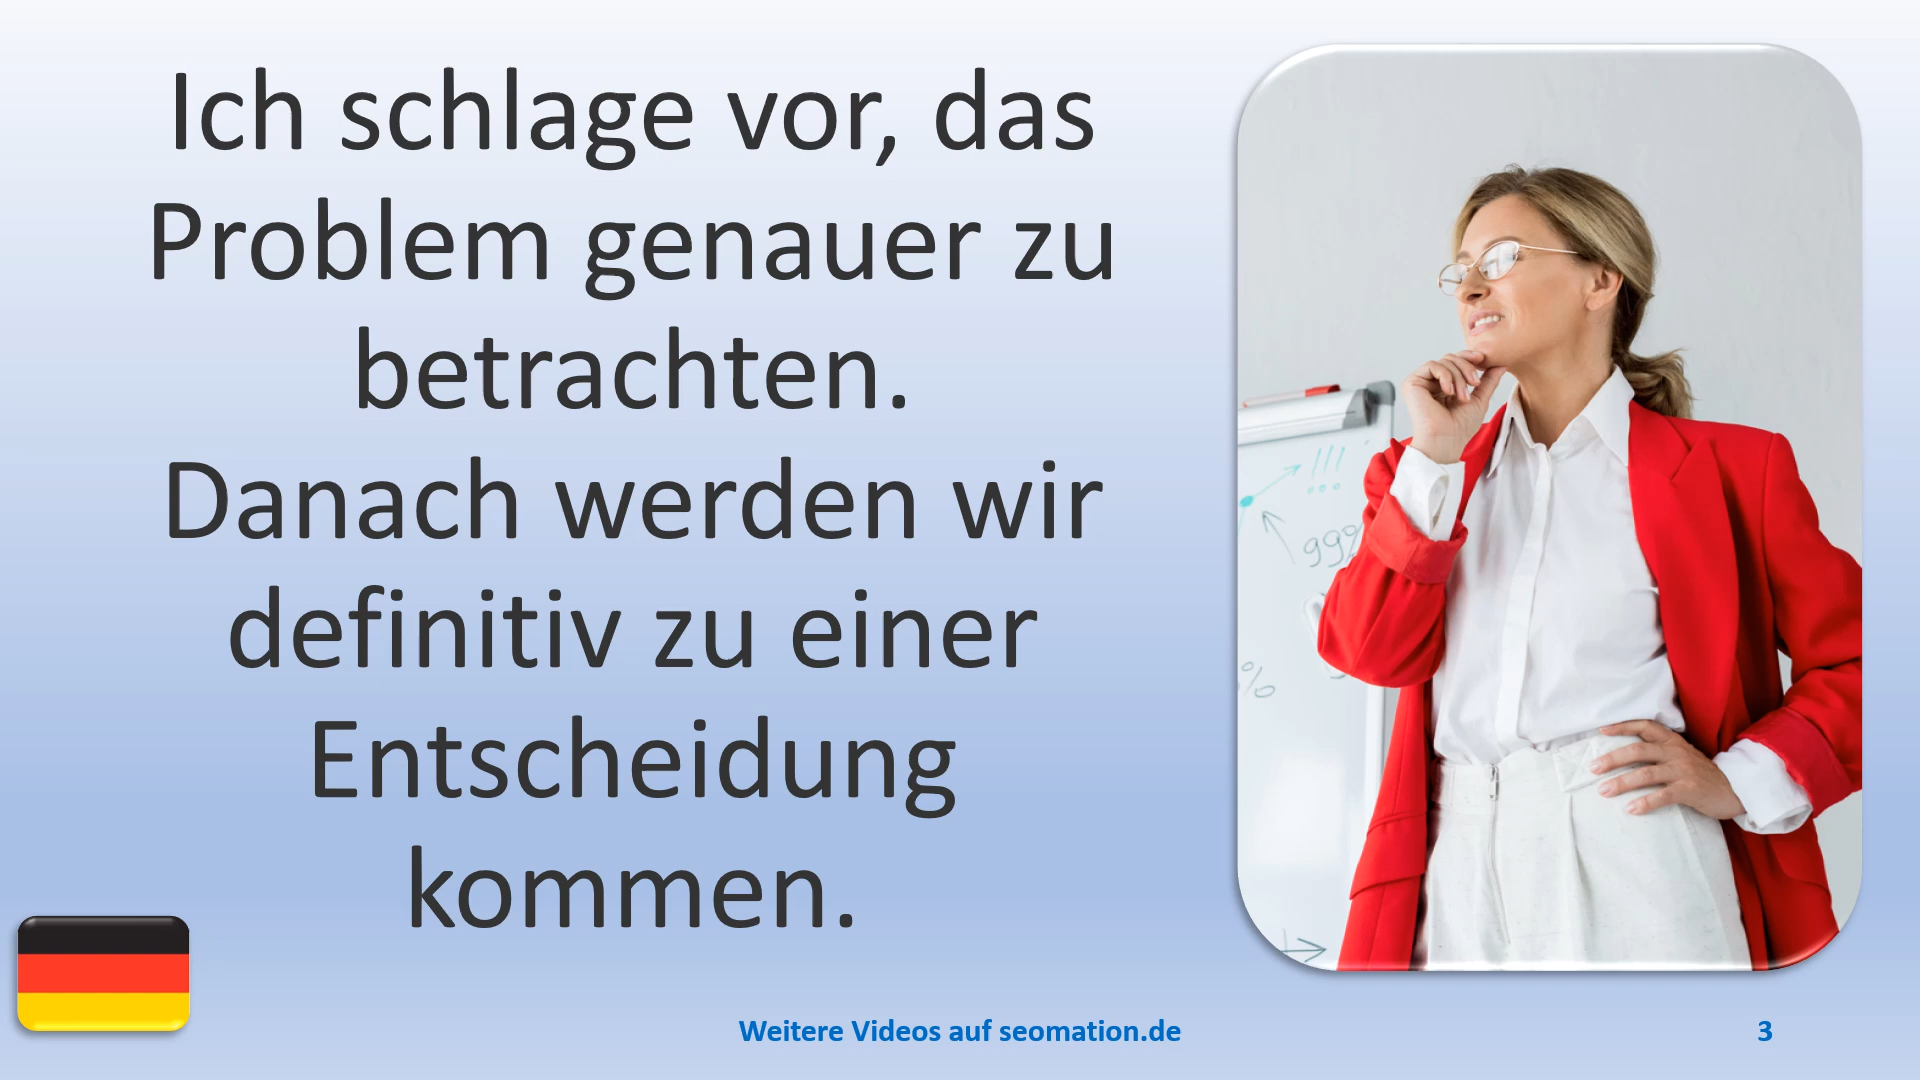 Ich schlage vor, das
Problem genauer zu
betrachten.
Danach werden wir
definitiv zu einer
Entscheidung
kommen.
!!!
99%
%
Weitere Videos auf seomation.de
3